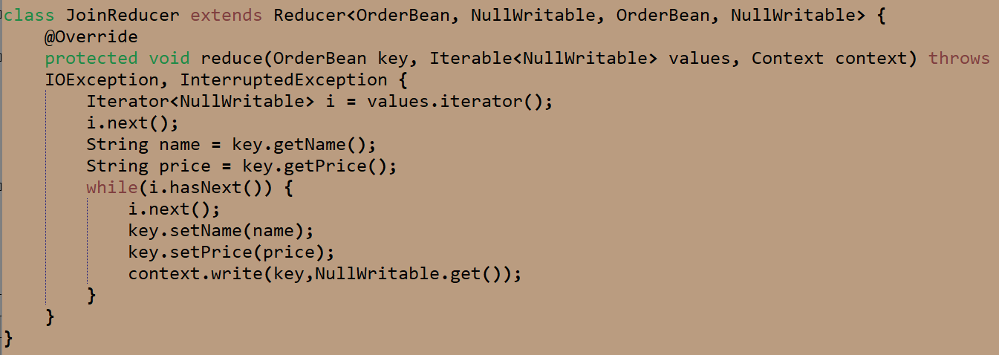 class JoinReducer extends Reducer<OrderBean, NullWritable, OrderBean, NullWritable> {
    @Override
    protected void reduce(OrderBean key, Iterable<NullWritable> values, Context context) throws
    IOException, InterruptedException {
        Iterator<NullWritable> i = values.iterator();
        i.next();
        String name = key.getName();
        String price = key.getPrice();
        while(i.hasNext()) {
            i.next();
            key.setName(name);
            key.setPrice(price);
            context.write(key,NullWritable.get());
        }
    }
}